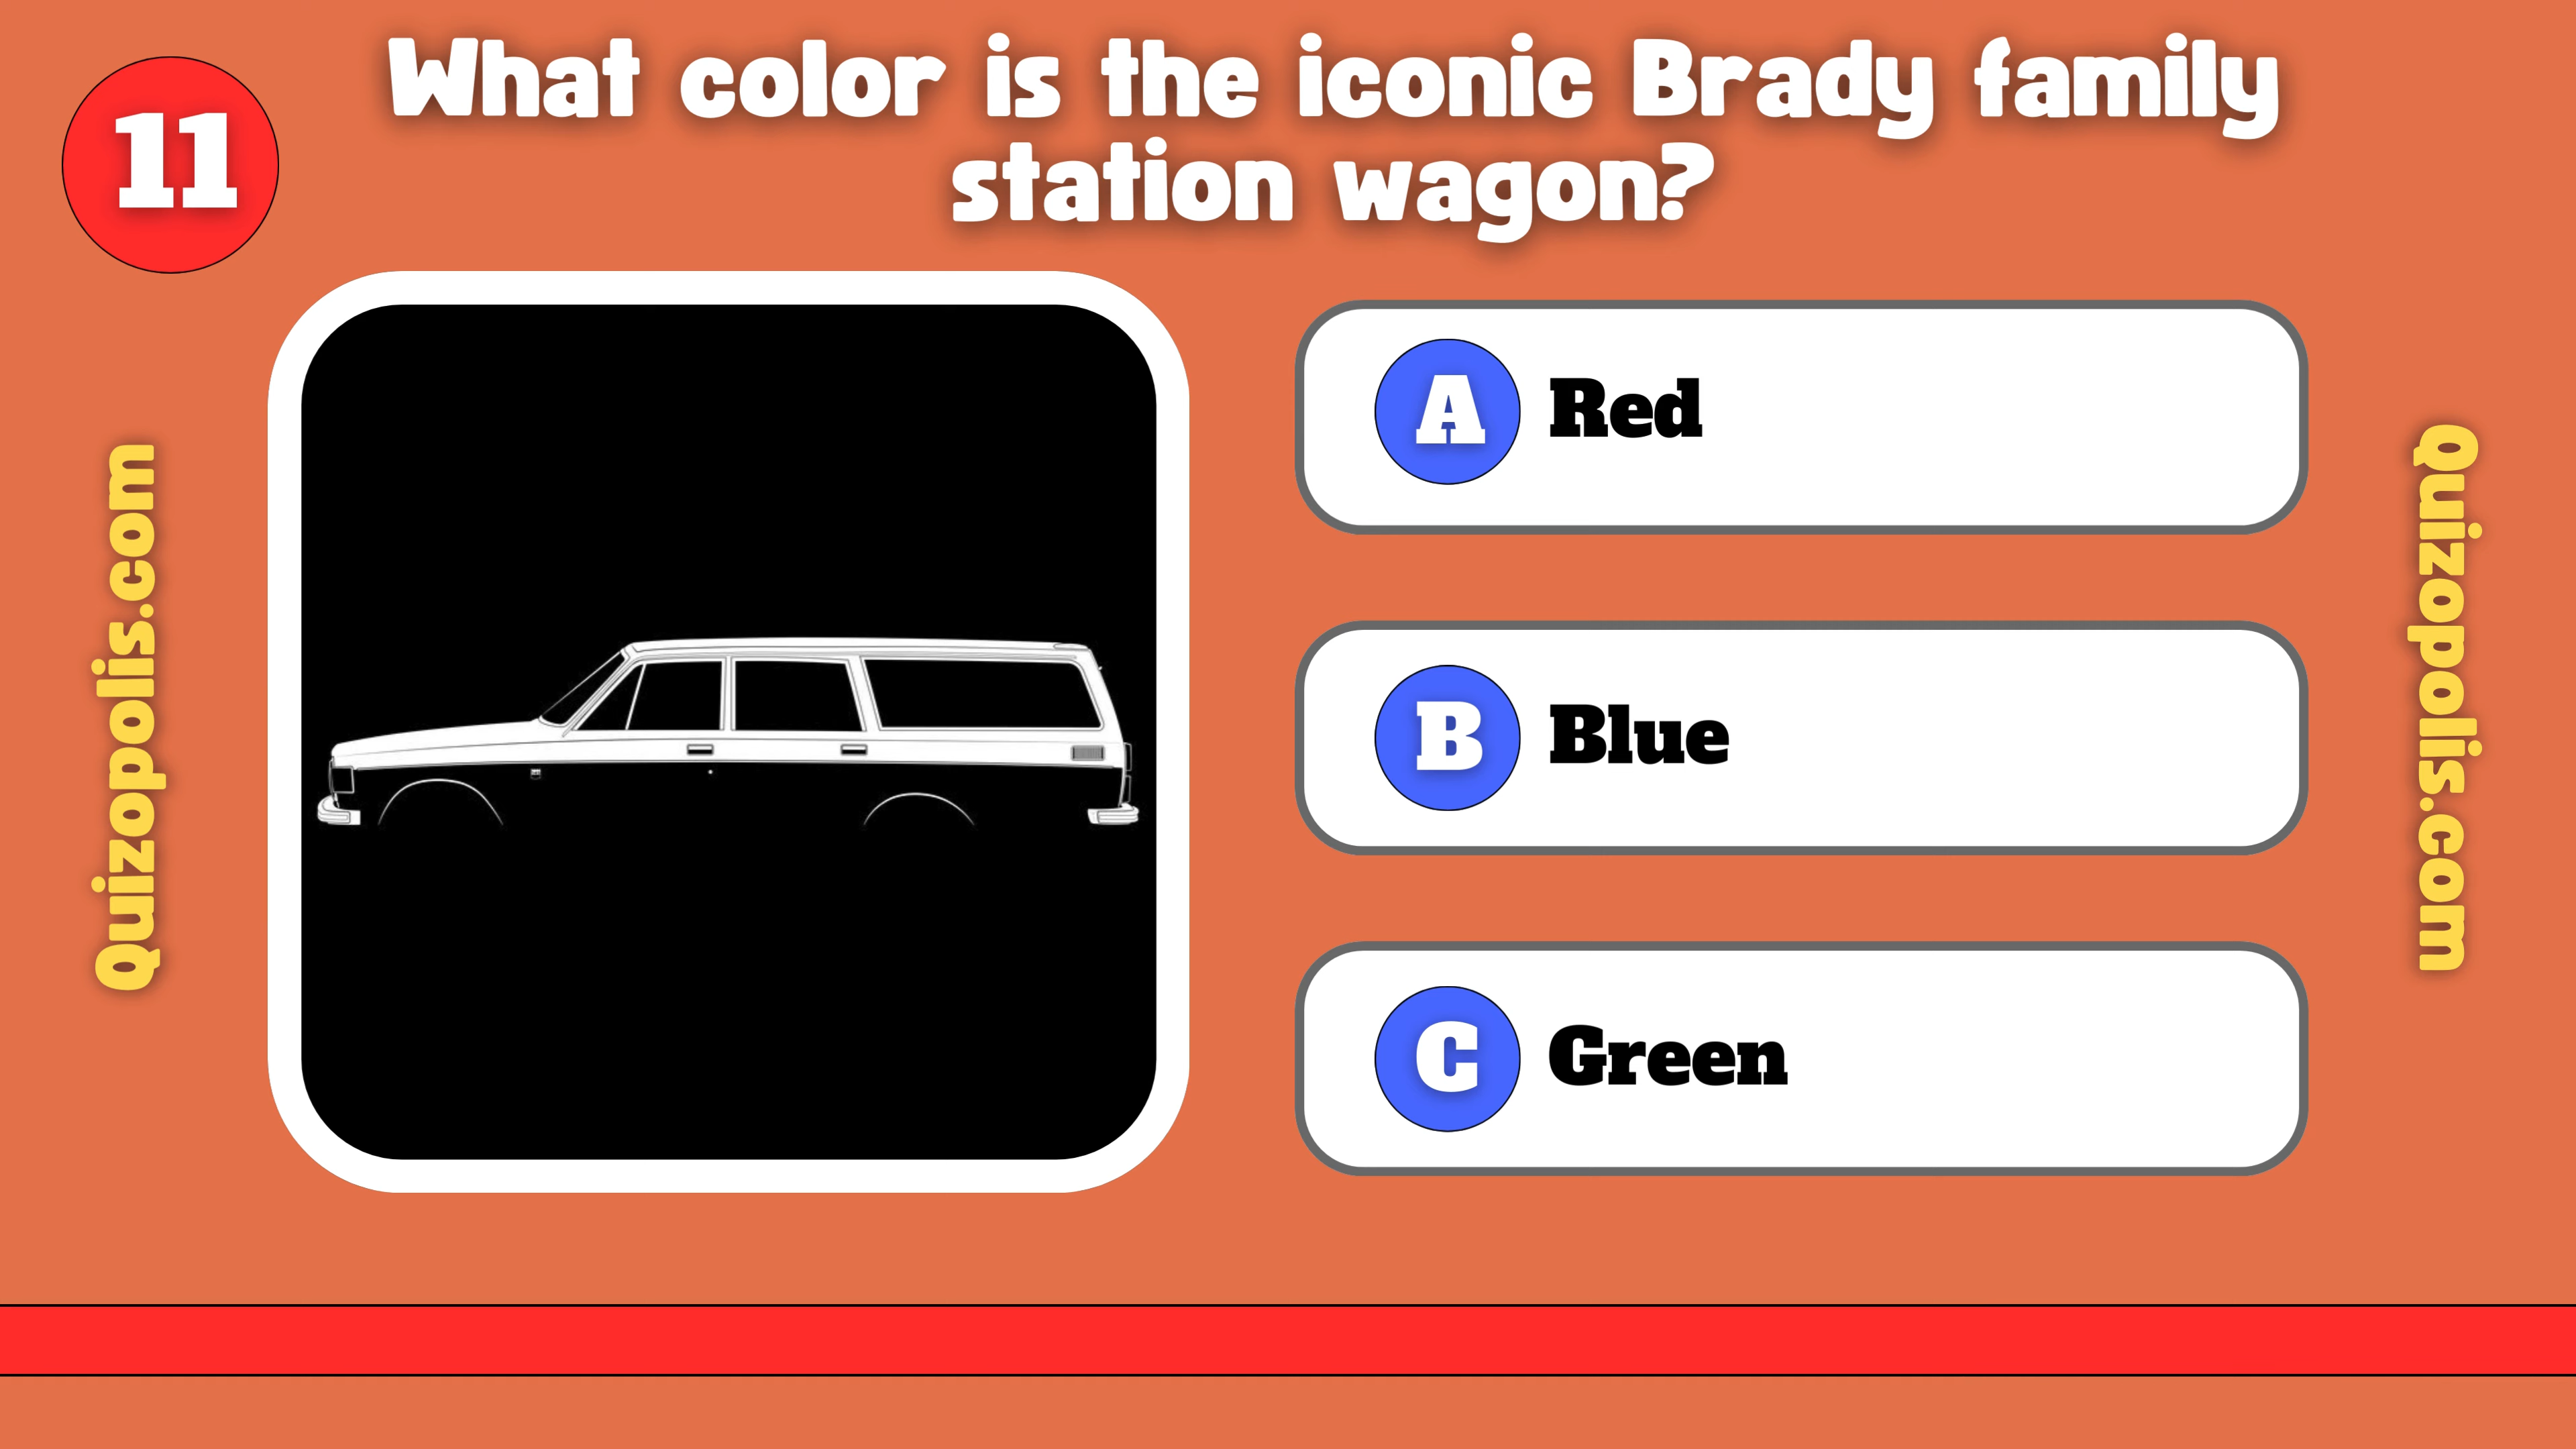 11
What color is the iconic Brady family
station wagon?
Quizopolis.com
A Red
B Blue
C Green
Quizopolis.com